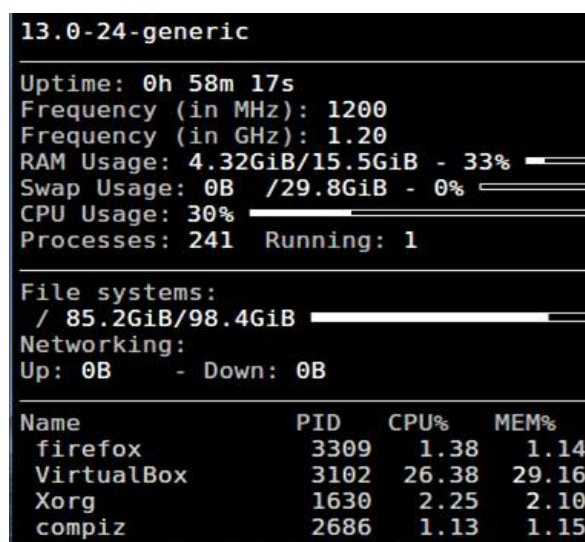 13.0-24-generic
Uptime: 0h 58m 17s
Frequency (in MHz): 1200
Frequency (in GHz): 1.20
RAM Usage: 4.32GiB/15.5GiB - 33%
Swap Usage: 0B /29.8GiB - 0%
CPU Usage: 30%
Processes: 241 Running: 1
File systems:
/ 85.2GiB/98.4GiB
Networking:
Up: 0B - Down: 0B
Name PID CPU% MEM%
firefox 3309 1.38 1.14
VirtualBox 3102 26.38 29.16
Xorg 1630 2.25 2.10
compiz 2686 1.13 1.15